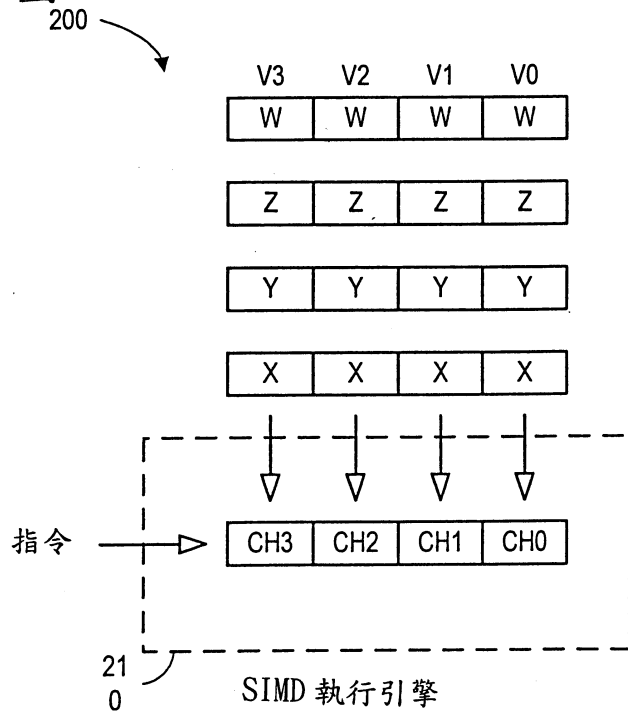 200
V3 V2 V1 V0
W W W W
Z Z Z Z
Y Y Y Y
X X X X
指令 CH3 CH2 CH1 CH0
21
0
SIMD 執行引擎